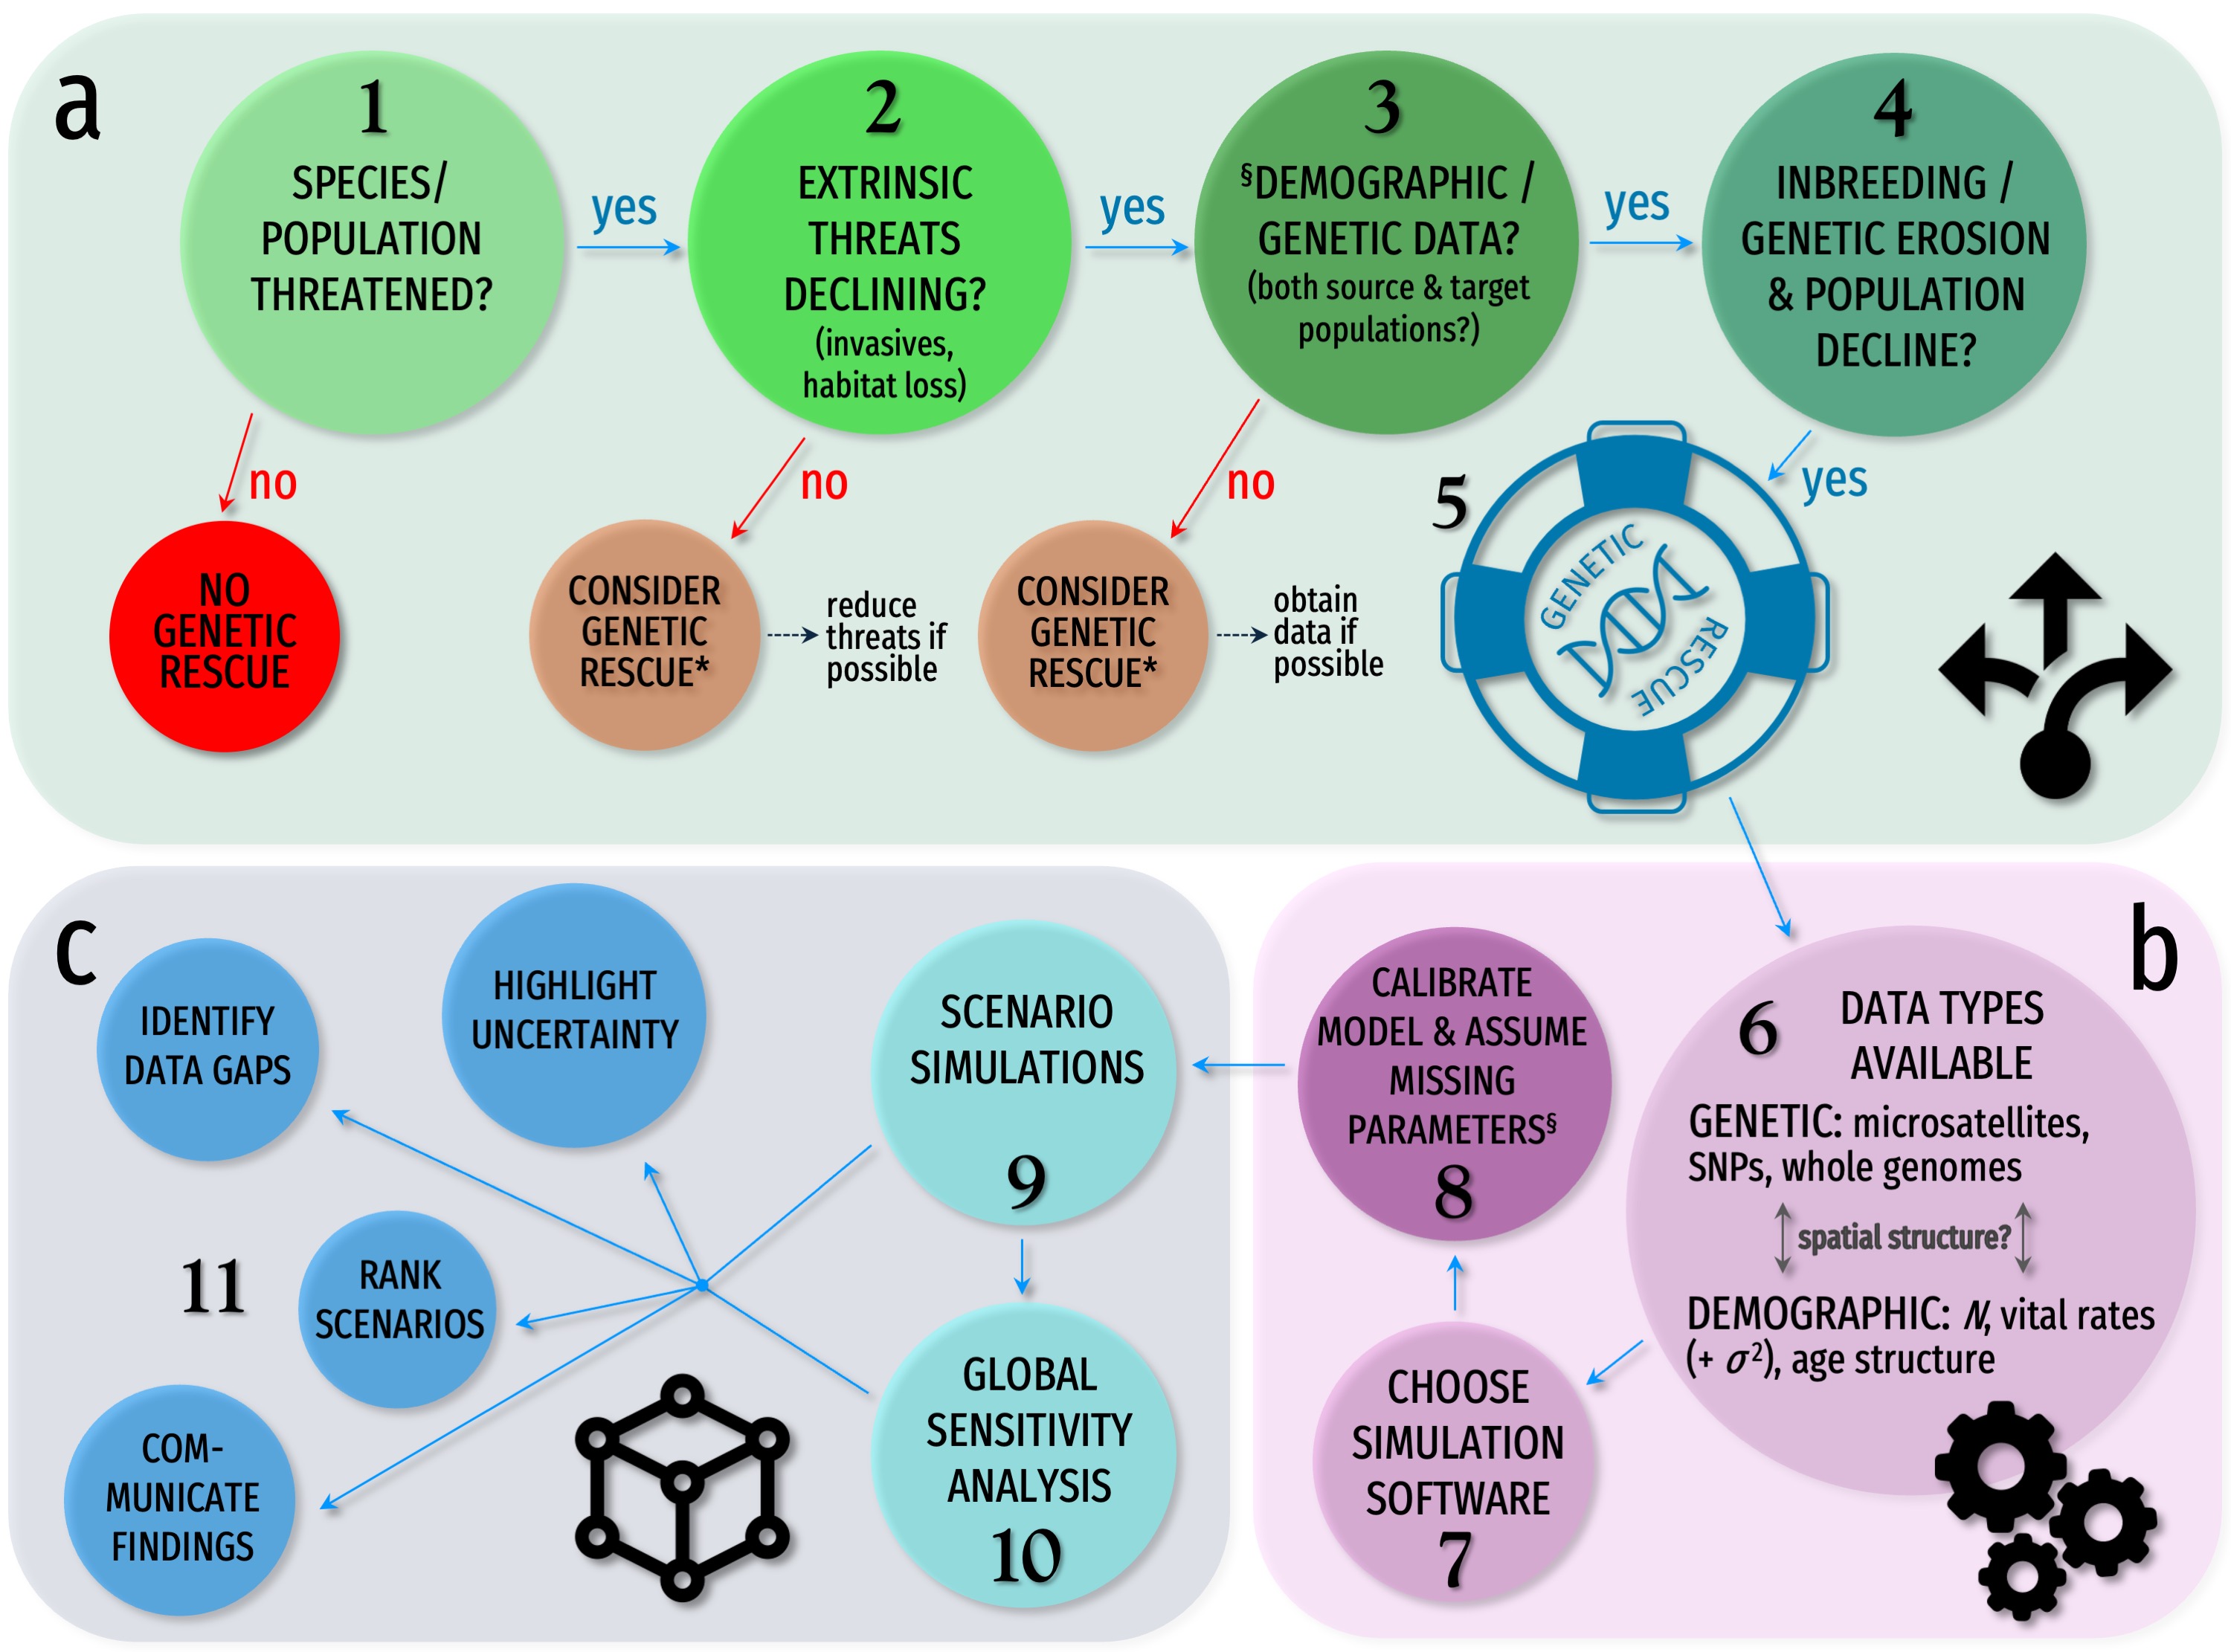 a
1
SPECIES/
POPULATION
THREATENED?
yes
2
EXTRINSIC
THREATS
DECLINING?
(invasives,
habitat loss)
yes
3
§DEMOGRAPHIC /
GENETIC DATA?
(both source & target
populations?)
yes
4
INBREEDING /
GENETIC EROSION
& POPULATION
DECLINE?
no
no
no
yes
NO
GENETIC
RESCUE
CONSIDER
GENETIC
RESCUE*
reduce
threats if
possible
CONSIDER
GENETIC
RESCUE*
obtain
data if
possible
5
GENETIC
RESCUE
b
6
DATA TYPES
AVAILABLE
GENETIC: microsatellites,
SNPs, whole genomes
spatial structure?
DEMOGRAPHIC: N, vital rates
(+ σ²), age structure
CHOOSE
SIMULATION
SOFTWARE
7
CALIBRATE
MODEL & ASSUME
MISSING
PARAMETERS§
8
c
SCENARIO
SIMULATIONS
9
GLOBAL
SENSITIVITY
ANALYSIS
10
11
IDENTIFY
DATA GAPS
HIGHLIGHT
UNCERTAINTY
RANK
SCENARIOS
COM-
MUNICATE
FINDINGS